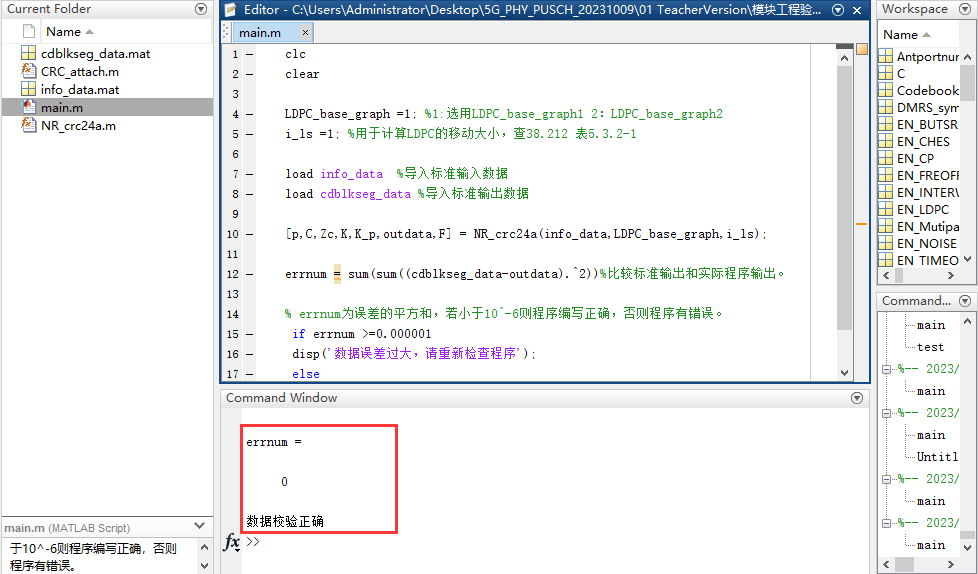 Current Folder
Name
cdblkseg_data.mat
CRC_attach.m
info_data.mat
main.m
NR_crc24a.m
main.m (MATLAB Script)
于10^-6则程序编写正确，否则
程序有错误。
Editor - C:\Users\Administrator\Desktop\5G_PHY_PUSCH_20231009\01 TeacherVersion\模块工程验...
main.m ×
1 – clc
2 – clear
3
4 – LDPC_base_graph =1; %1:选用LDPC_base_graph1 2：LDPC_base_graph2
5 – i_ls =1; %用于计算LDPC的移动大小，查38.212 表5.3.2-1
6
7 – load info_data %导入标准输入数据
8 – load cdblkseg_data %导入标准输出数据
9
10 – [p,C,Zc,K,K_p,outdata,F] = NR_crc24a(info_data,LDPC_base_graph,i_ls);
11
12 – errnum = sum(sum((cdblkseg_data-outdata).^2))%比较标准输出和实际程序输出。
13
14 % errnum为误差的平方和，若小于10^-6则程序编写正确，否则程序有错误。
15 – if errnum >=0.000001
16 – disp('数据误差过大，请重新检查程序');
17 – else
Command Window
errnum =
0
数据校验正确
fx >>
Workspace
Name
Antportnur
C
Codebook
DMRS_sym
EN_BUTSR
EN_CHES
EN_CP
EN_FREOFF
EN_INTERV
EN_LDPC
EN_Mutipa
EN_NOISE
EN_TIMEO
Command...
main
test
%-- 2023/
main
%-- 2023/
main
Untitl
%-- 2023/
main
%-- 2023/
main